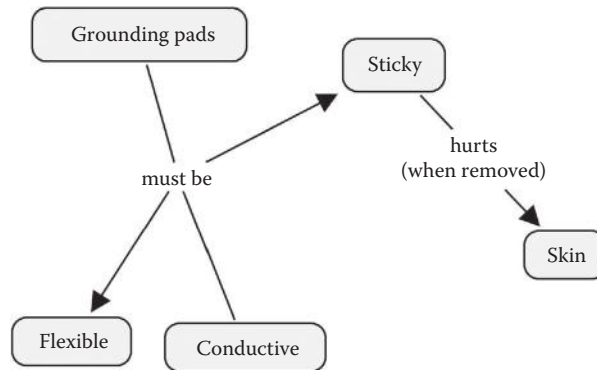 Grounding pads
Sticky
hurts
(when removed)
must be
Skin
Flexible
Conductive